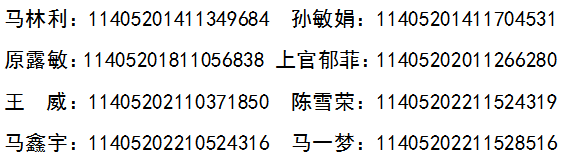 马林利：11405201411349684 孙敏娟：11405201411704531
原露敏：11405201811056838 上官郁菲：11405202011266280
王 威：11405202110371850 陈雪荣：11405202211524319
马鑫宇：11405202210524316 马一梦：11405202211528516